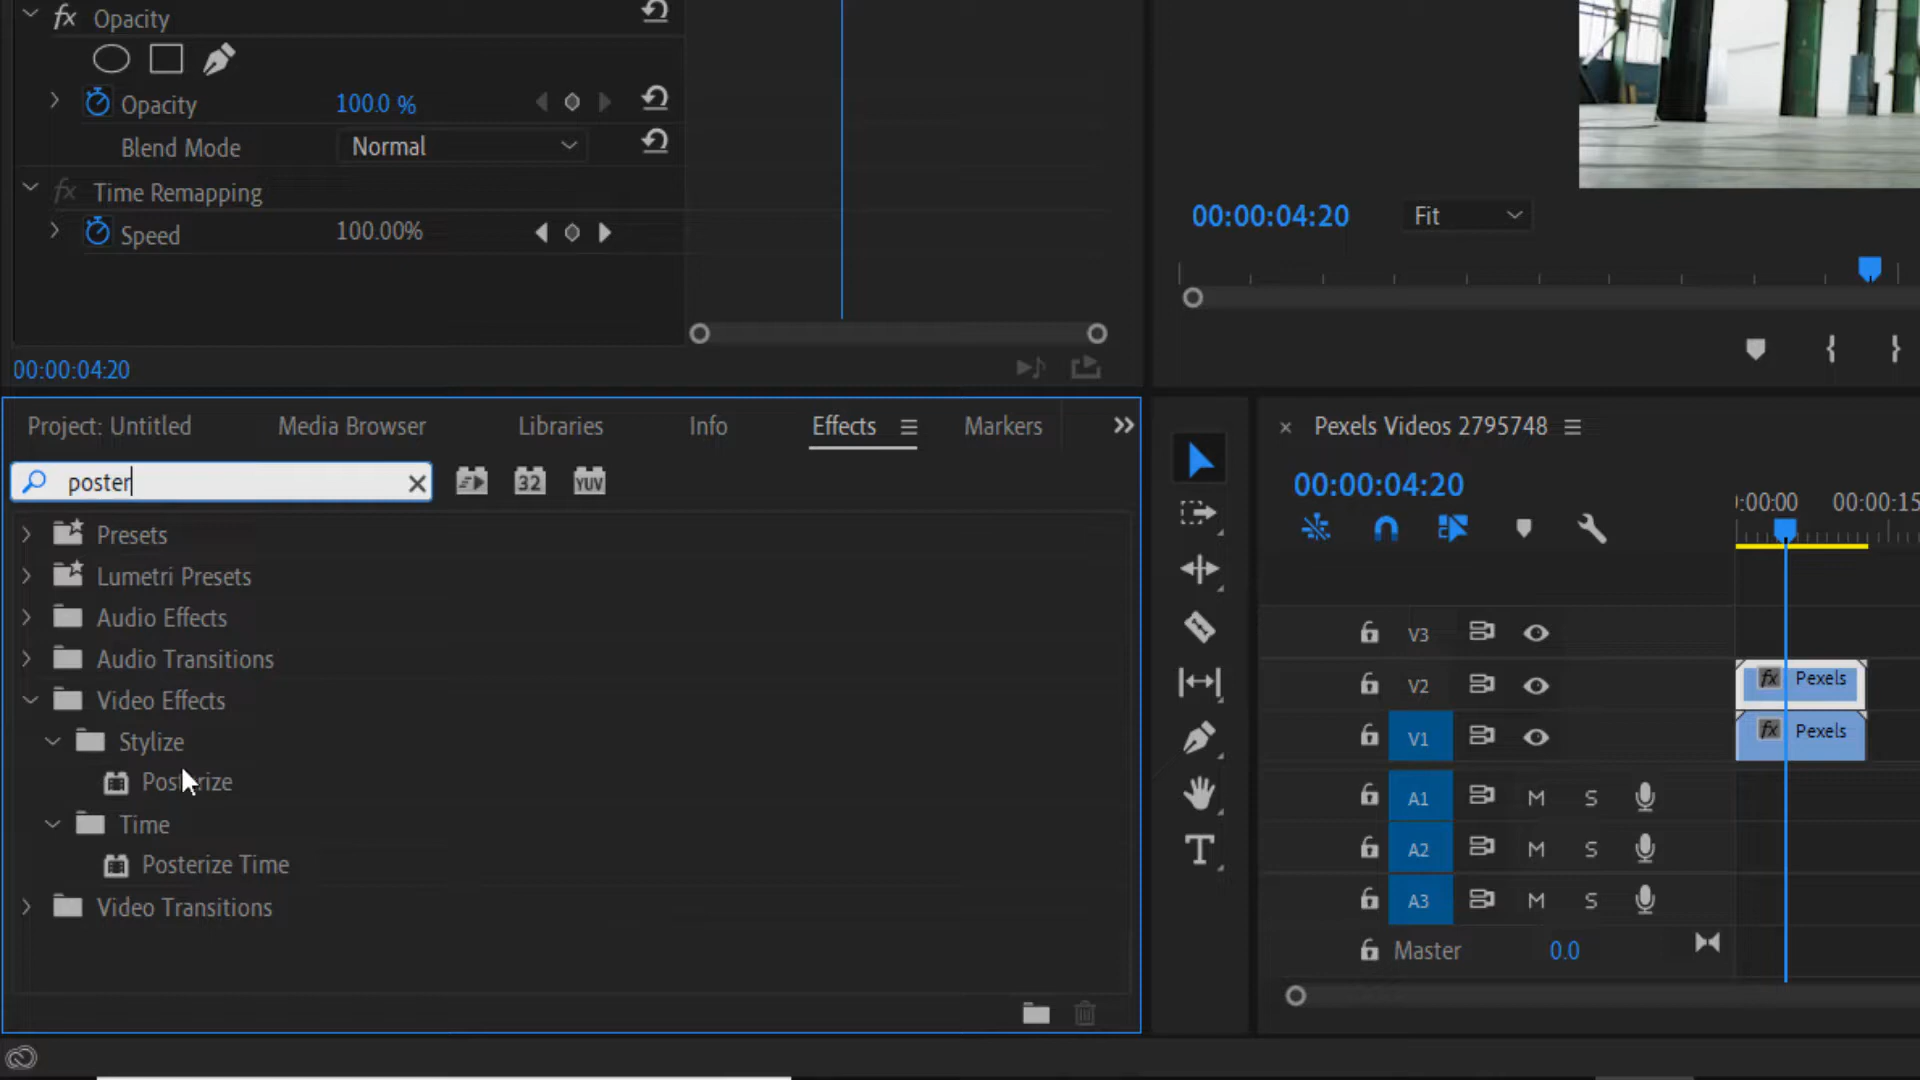 fx Opacity
Opacity 100.0 %
Blend Mode Normal
fx Time Remapping
Speed 100.00%
00:00:04:20
00:00:04:20 Fit
Project: Untitled Media Browser Libraries Info Effects Markers
poster 32 YUV
Presets
Lumetri Presets
Audio Effects
Audio Transitions
Video Effects
Stylize
Posterize
Time
Posterize Time
Video Transitions
Pexels Videos 2795748
00:00:04:20
:00:00 00:00:15
V3
V2 fx Pexels
V1 fx Pexels
A1 M S
A2 M S
A3 M S
Master 0.0
T